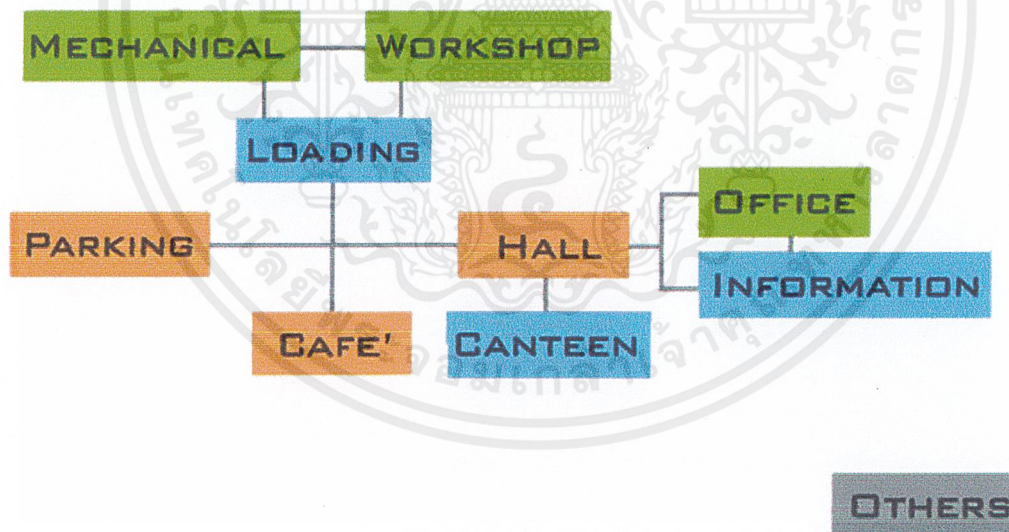 MECHANICAL
WORKSHOP
LOADING
OFFICE
PARKING
HALL
INFORMATION
CAFE'
CANTEEN
OTHERS